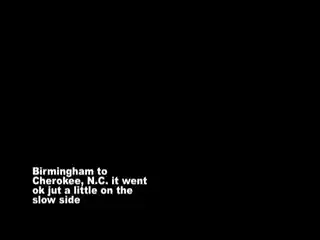 Birmingham to
Cherokee, N.C. it went
ok jut a little on the
slow side